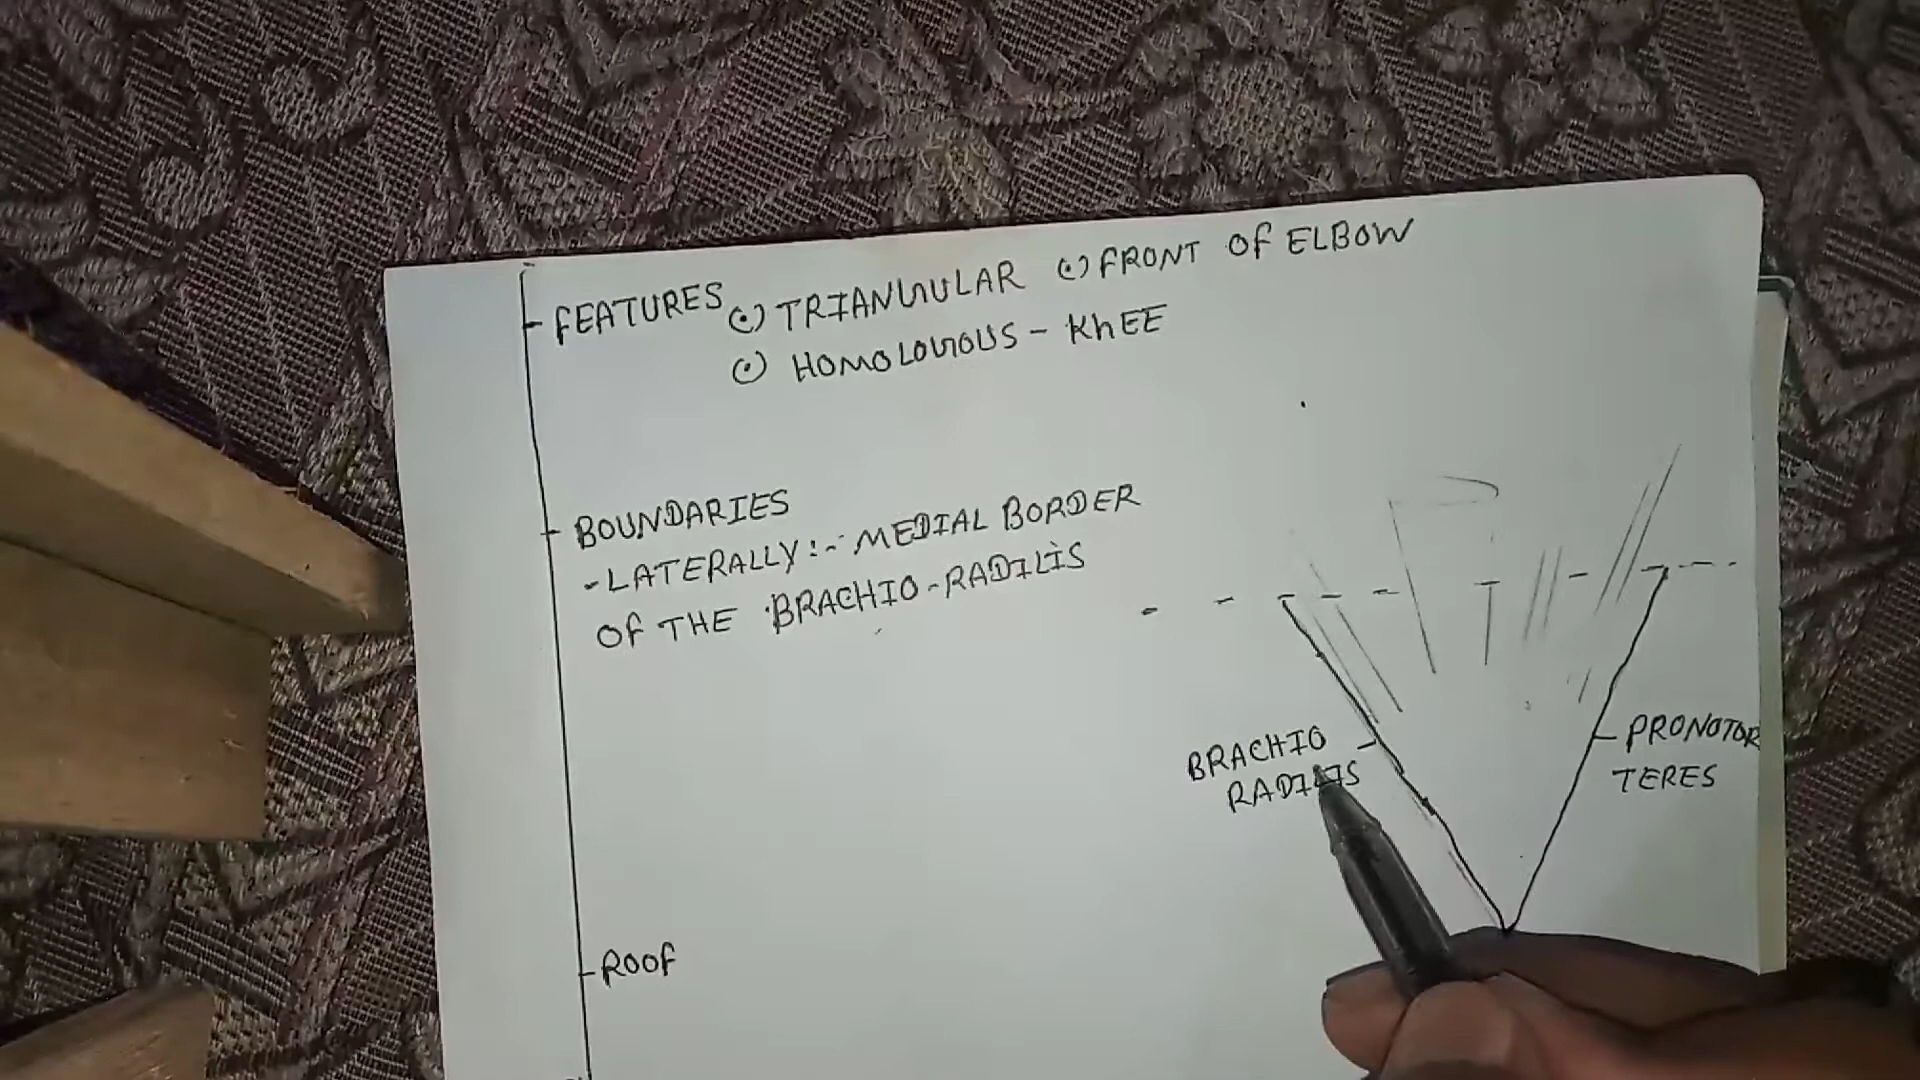 FEATURES • TRIANGULAR • FRONT OF ELBOW
• HOMOLOGOUS - KNEE
BOUNDARIES
- LATERALLY:- MEDIAL BORDER
OF THE BRACHIO-RADILIS
BRACHIO
RADILIS
PRONOTOR
TERES
ROOF